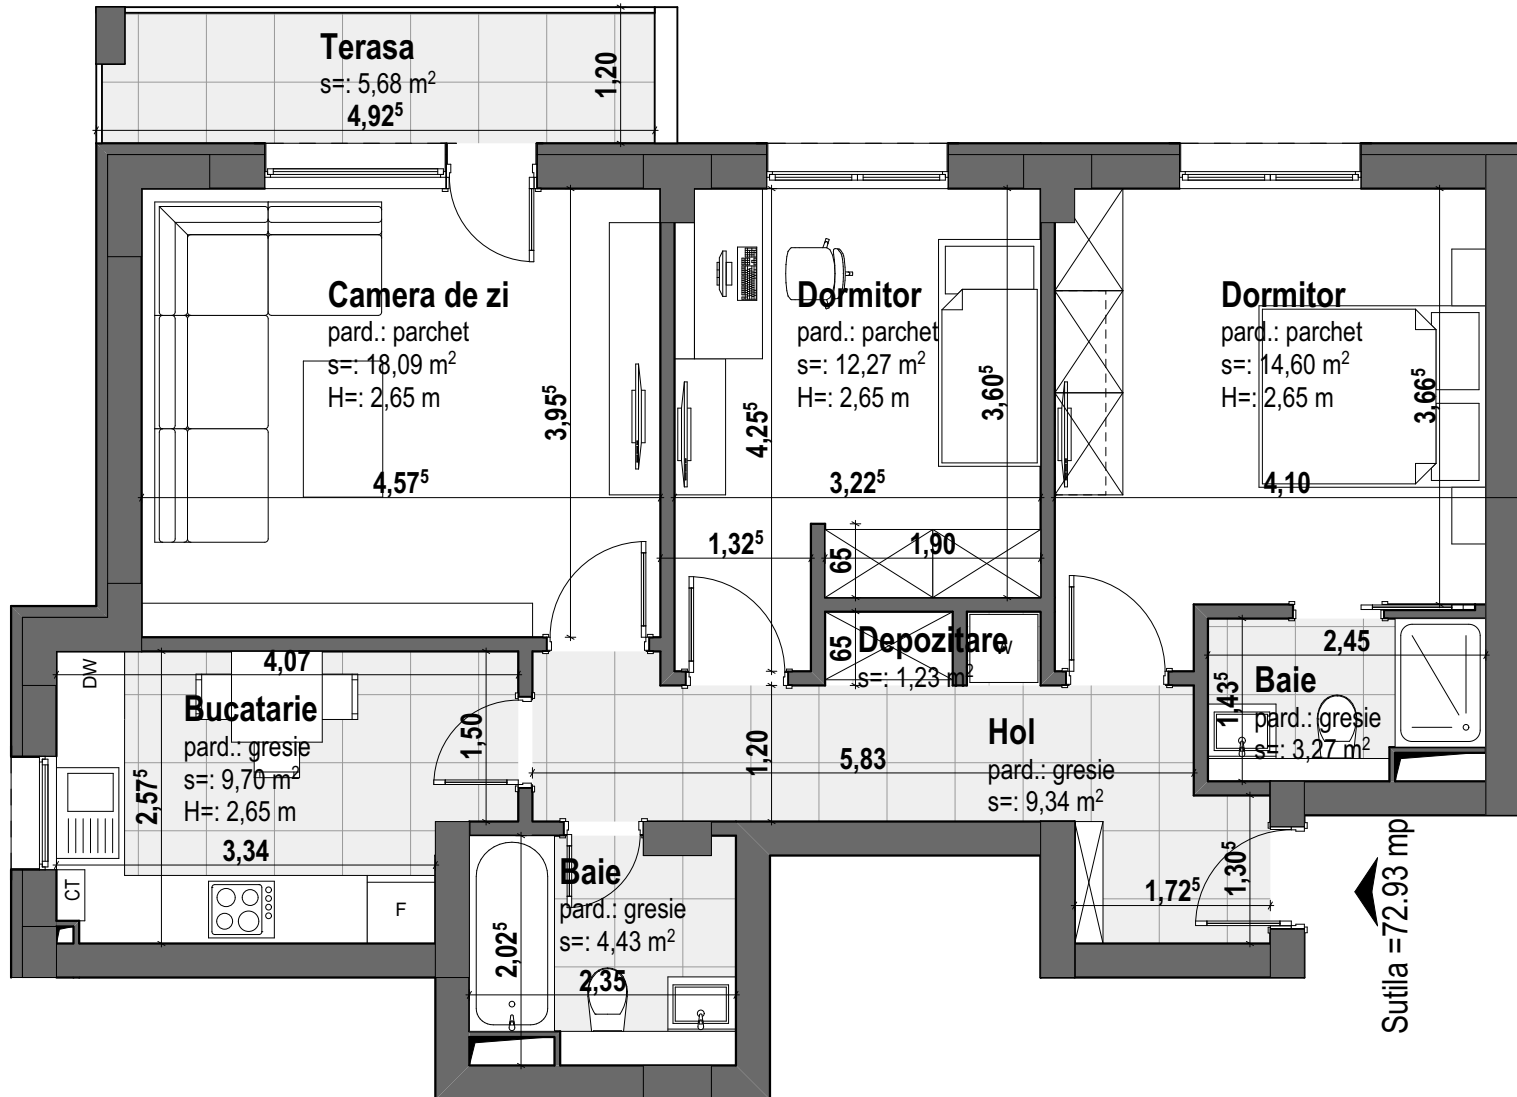 Terasa
s=: 5,68 m²
4,92⁵
1,20
Camera de zi
pard.: parchet
s=: 18,09 m²
H=: 2,65 m
3,95⁵
4,57⁵
Dormitor
pard.: parchet
s=: 12,27 m²
H=: 2,65 m
4,25⁵
3,60⁵
3,22⁵
1,32⁵
65
1,90
Dormitor
pard.: parchet
s=: 14,60 m²
H=: 2,65 m
3,66⁵
4,10
Depozitare
s=: 1,23 m²
65
W
Baie
pard.: gresie
s=: 3,27 m²
2,45
1,43⁵
DW
4,07
Bucatarie
pard.: gresie
s=: 9,70 m²
H=: 2,65 m
1,50
2,57⁵
3,34
CT
F
Hol
pard.: gresie
s=: 9,34 m²
1,20
5,83
1,72⁵
1,30⁵
Baie
pard.: gresie
s=: 4,43 m²
2,02⁵
2,35
Sutila =72.93 mp